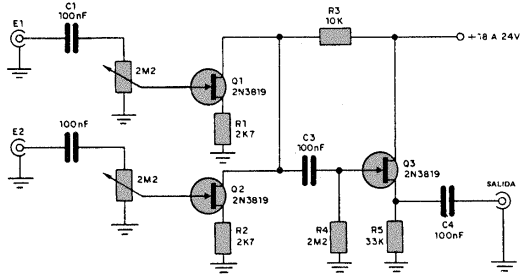 C1
100nF
E1
2M2
Q1
2N3819
R1
2K7
R3
10K
+18 A 24V
E2
100nF
2M2
Q2
2N3819
R2
2K7
C3
100nF
Q3
2N3819
R4
2M2
R5
33K
C4
100nF
SALIDA